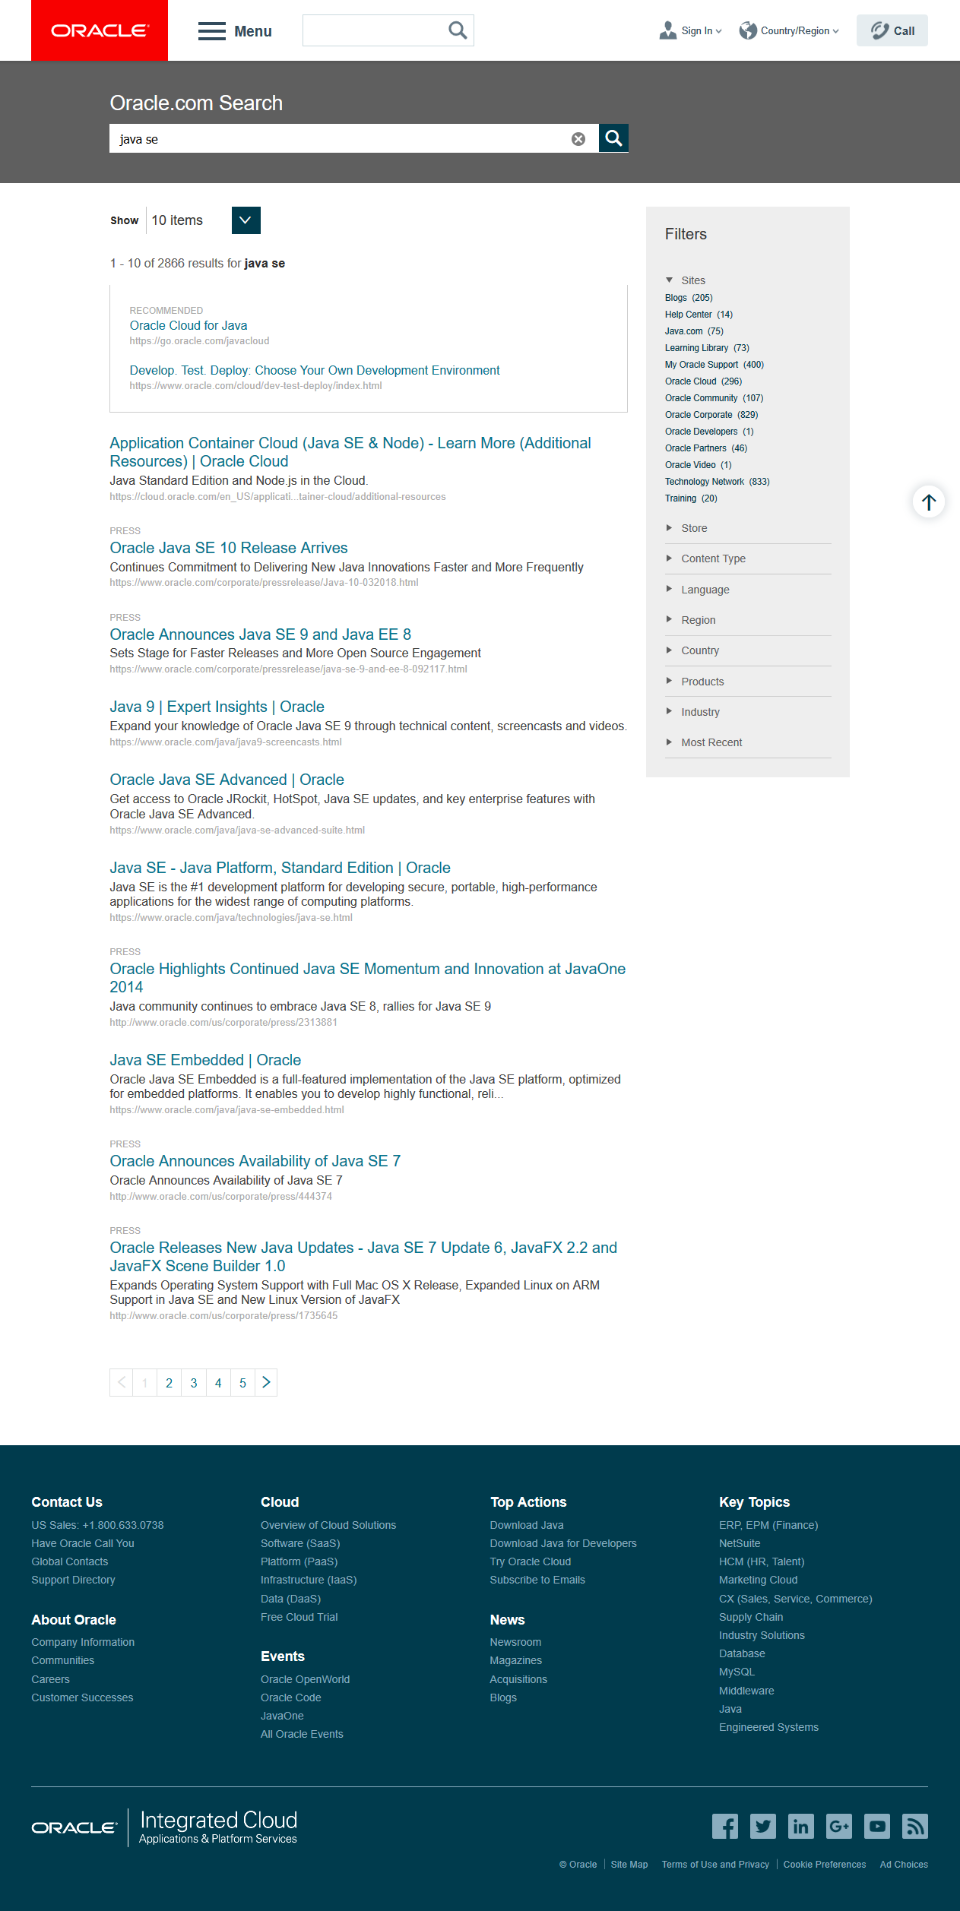 ORACLE
Menu
Sign In
Country/Region
Call
Oracle.com Search
java se
Show 10 items
1 - 10 of 2866 results for java se
RECOMMENDED
Oracle Cloud for Java
https://go.oracle.com/javacloud
Develop. Test. Deploy: Choose Your Own Development Environment
https://www.oracle.com/cloud/dev-test-deploy/index.html
Application Container Cloud (Java SE & Node) - Learn More (Additional
Resources) | Oracle Cloud
Java Standard Edition and Node.js in the Cloud.
https://cloud.oracle.com/en_US/applicati...tainer-cloud/additional-resources
PRESS
Oracle Java SE 10 Release Arrives
Continues Commitment to Delivering New Java Innovations Faster and More Frequently
https://www.oracle.com/corporate/pressrelease/Java-10-032018.html
PRESS
Oracle Announces Java SE 9 and Java EE 8
Sets Stage for Faster Releases and More Open Source Engagement
https://www.oracle.com/corporate/pressrelease/java-se-9-and-ee-8-092117.html
Java 9 | Expert Insights | Oracle
Expand your knowledge of Oracle Java SE 9 through technical content, screencasts and videos.
https://www.oracle.com/java/java9-screencasts.html
Oracle Java SE Advanced | Oracle
Get access to Oracle JRockit, HotSpot, Java SE updates, and key enterprise features with
Oracle Java SE Advanced.
https://www.oracle.com/java/java-se-advanced-suite.html
Java SE - Java Platform, Standard Edition | Oracle
Java SE is the #1 development platform for developing secure, portable, high-performance
applications for the widest range of computing platforms.
https://www.oracle.com/java/technologies/java-se.html
PRESS
Oracle Highlights Continued Java SE Momentum and Innovation at JavaOne
2014
Java community continues to embrace Java SE 8, rallies for Java SE 9
http://www.oracle.com/us/corporate/press/2313881
Java SE Embedded | Oracle
Oracle Java SE Embedded is a full-featured implementation of the Java SE platform, optimized
for embedded platforms. It enables you to develop highly functional, reli...
https://www.oracle.com/java/java-se-embedded.html
PRESS
Oracle Announces Availability of Java SE 7
Oracle Announces Availability of Java SE 7
http://www.oracle.com/us/corporate/press/444374
PRESS
Oracle Releases New Java Updates - Java SE 7 Update 6, JavaFX 2.2 and
JavaFX Scene Builder 1.0
Expands Operating System Support with Full Mac OS X Release, Expanded Linux on ARM
Support in Java SE and New Linux Version of JavaFX
http://www.oracle.com/us/corporate/press/1735645
1 2 3 4 5
Filters
Sites
Blogs (205)
Help Center (14)
Java.com (75)
Learning Library (73)
My Oracle Support (400)
Oracle Cloud (296)
Oracle Community (107)
Oracle Corporate (829)
Oracle Developers (1)
Oracle Partners (46)
Oracle Video (1)
Technology Network (833)
Training (20)
Store
Content Type
Language
Region
Country
Products
Industry
Most Recent
Contact Us
US Sales: +1.800.633.0738
Have Oracle Call You
Global Contacts
Support Directory
About Oracle
Company Information
Communities
Careers
Customer Successes
Cloud
Overview of Cloud Solutions
Software (SaaS)
Platform (PaaS)
Infrastructure (IaaS)
Data (DaaS)
Free Cloud Trial
Events
Oracle OpenWorld
Oracle Code
JavaOne
All Oracle Events
Top Actions
Download Java
Download Java for Developers
Try Oracle Cloud
Subscribe to Emails
News
Newsroom
Magazines
Acquisitions
Blogs
Key Topics
ERP, EPM (Finance)
NetSuite
HCM (HR, Talent)
Marketing Cloud
CX (Sales, Service, Commerce)
Supply Chain
Industry Solutions
Database
MySQL
Middleware
Java
Engineered Systems
ORACLE
Integrated Cloud
Applications & Platform Services
© Oracle | Site Map Terms of Use and Privacy | Cookie Preferences Ad Choices